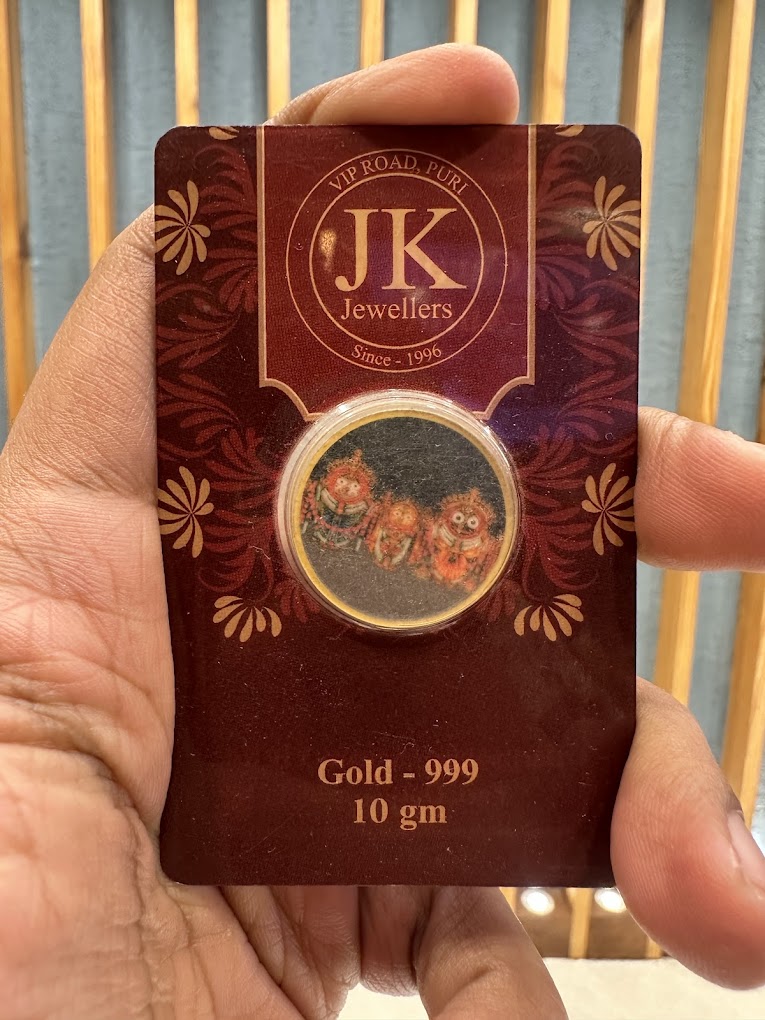 VIP ROAD, PURI
JK
Jewellers
Since - 1996
Gold - 999
10 gm